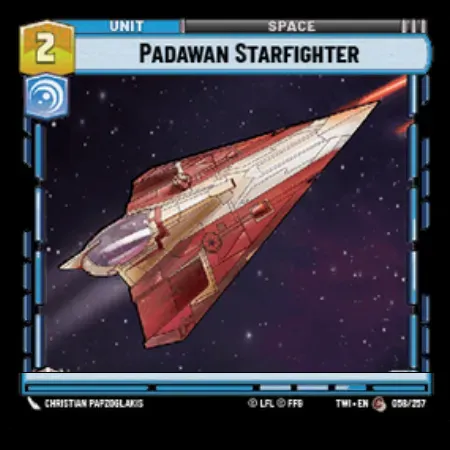 UNIT SPACE
2 PADAWAN STARFIGHTER
CHRISTIAN PAPZOGLAKIS © LFL Ⓟ FFG TWI • EN 058/257